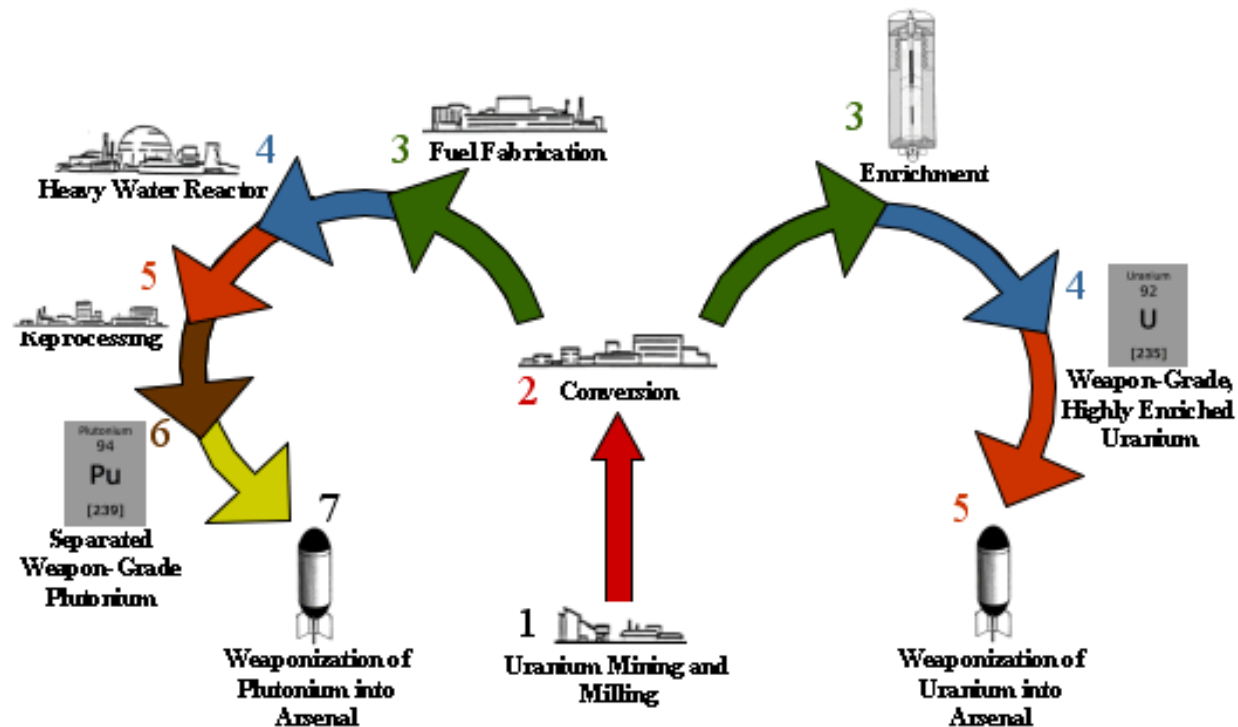 3
Enrichment
3
Fuel Fabrication
4
Heavy Water Reactor
5
Reprocessing
4
Uranium
92
U
[235]
Weapon-Grade,
Highly Enriched
Uranium
2
Conversion
6
Plutonium
94
Pu
[239]
Separated
Weapon-Grade
Plutonium
7
Weaponization of
Plutonium into
Arsenal
1
Uranium Mining and
Milling
5
Weaponization of
Uranium into
Arsenal